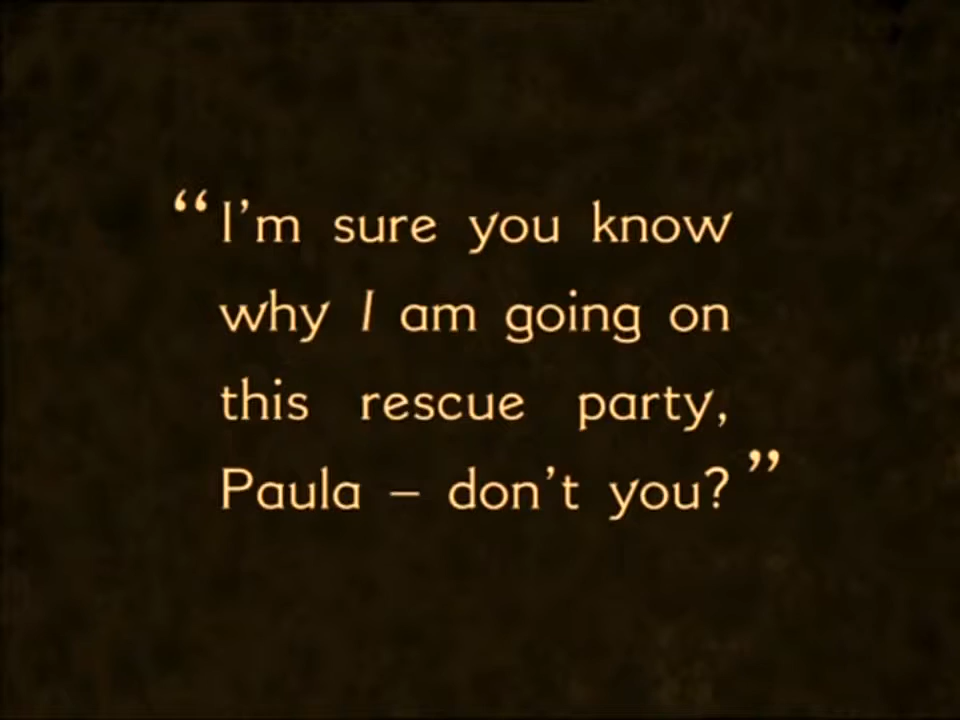 “I’m sure you know
why I am going on
this rescue party,
Paula – don’t you?”